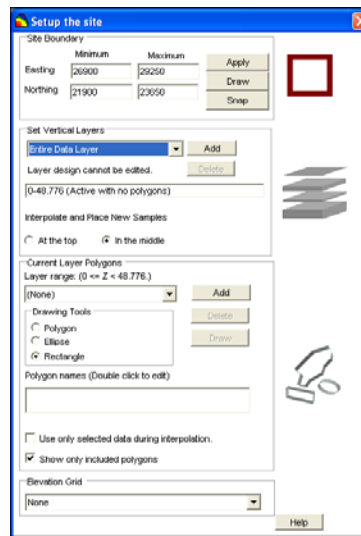 Setup the site
Site Boundary
Minimum Maximum
Easting 26900 29250 Apply
Draw
Northing 21900 23650
Snap
Set Vertical Layers
Entire Data Layer Add
Layer design cannot be edited. Delete
0-48.776 (Active with no polygons)
Interpolate and Place New Samples
At the top In the middle
Current Layer Polygons
Layer range: (0 <= Z < 48.776.)
(None) Add
Drawing Tools Delete
Polygon
Ellipse Draw
Rectangle
Polygon names (Double click to edit)
Use only selected data during interpolation.
Show only included polygons
Elevation Grid
None
Help